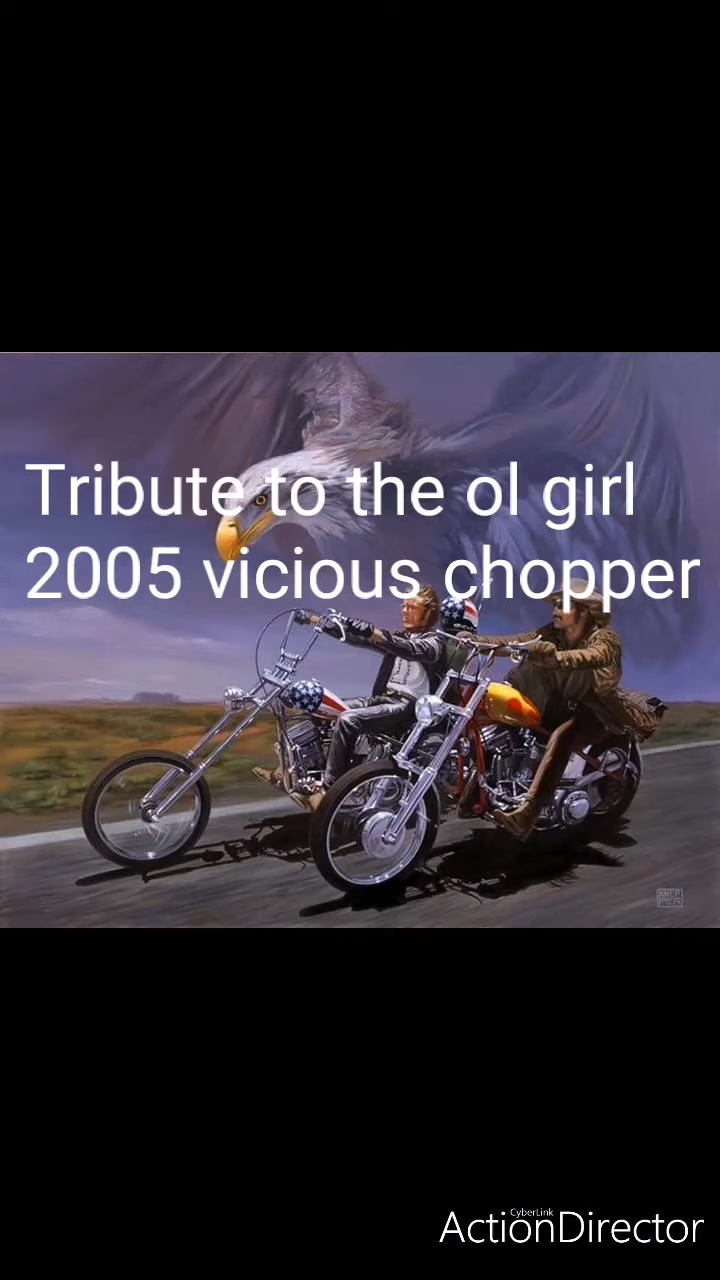 Tribute to the ol girl
2005 vicious chopper
CyberLink
ActionDirector